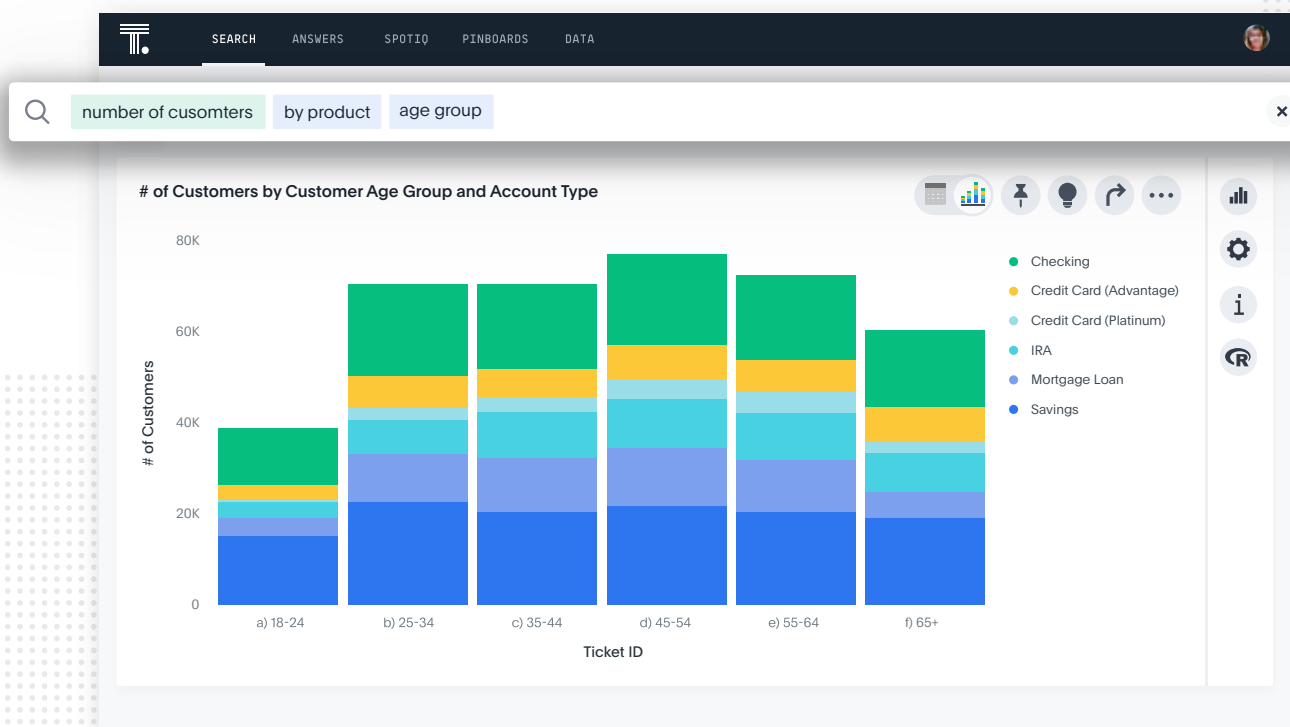 T.
SEARCH ANSWERS SPOTIQ PINBOARDS DATA
number of cusomters by product age group ×
# of Customers by Customer Age Group and Account Type
80K
60K
40K
20K
0
# of Customers
a) 18-24 b) 25-34 c) 35-44 d) 45-54 e) 55-64 f) 65+
Ticket ID
Checking
Credit Card (Advantage)
Credit Card (Platinum)
IRA
Mortgage Loan
Savings
i
R